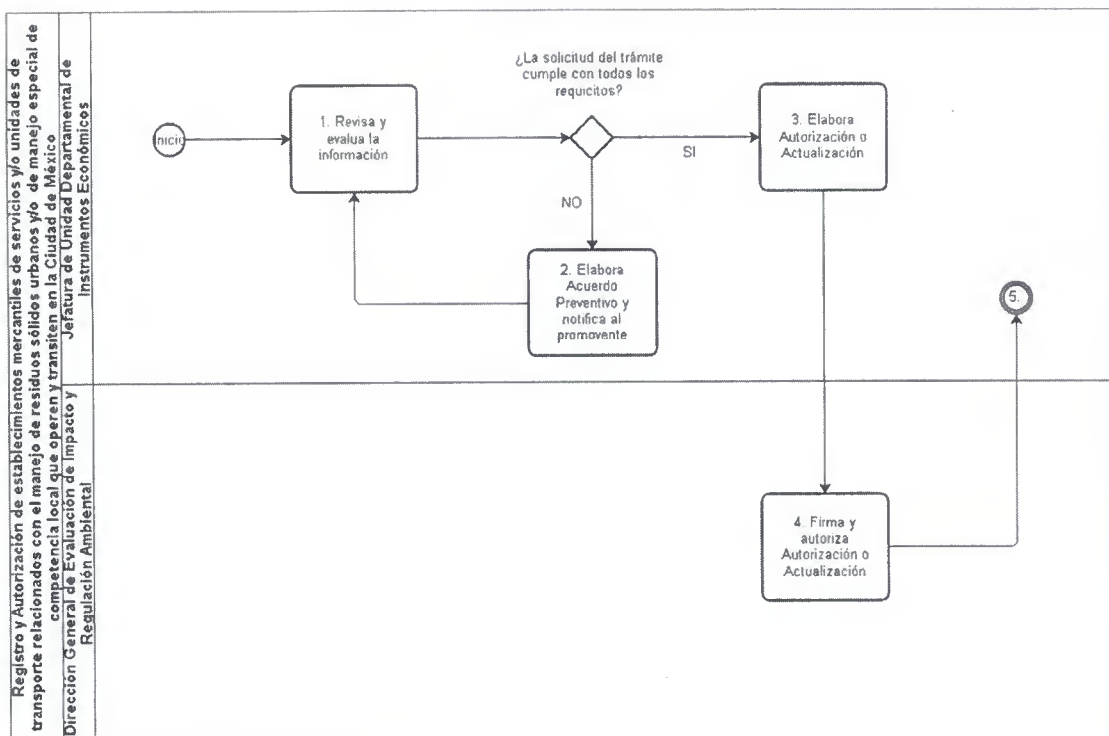 Registro y Autorización de establecimientos mercantiles de servicios y/o unidades de
transporte relacionados con el manejo de residuos sólidos urbanos y/o de manejo especial de
competencia local que operen y transiten en la Ciudad de México
Jefatura de Unidad Departamental de
Instrumentos Económicos
Inicio
1. Revisa y
evalua la
información
¿La solicitud del trámite
cumple con todos los
requicitos?
SI
NO
2. Elabora
Acuerdo
Preventivo y
notifica al
promovente
3. Elabora
Autorización o
Actualización
5.
Dirección General de Evaluación de Impacto y
Regulación Ambiental
4. Firma y
autoriza
Autorización o
Actualización